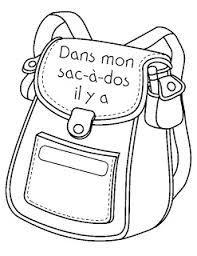 Dans mon
sac-à-dos
il y a